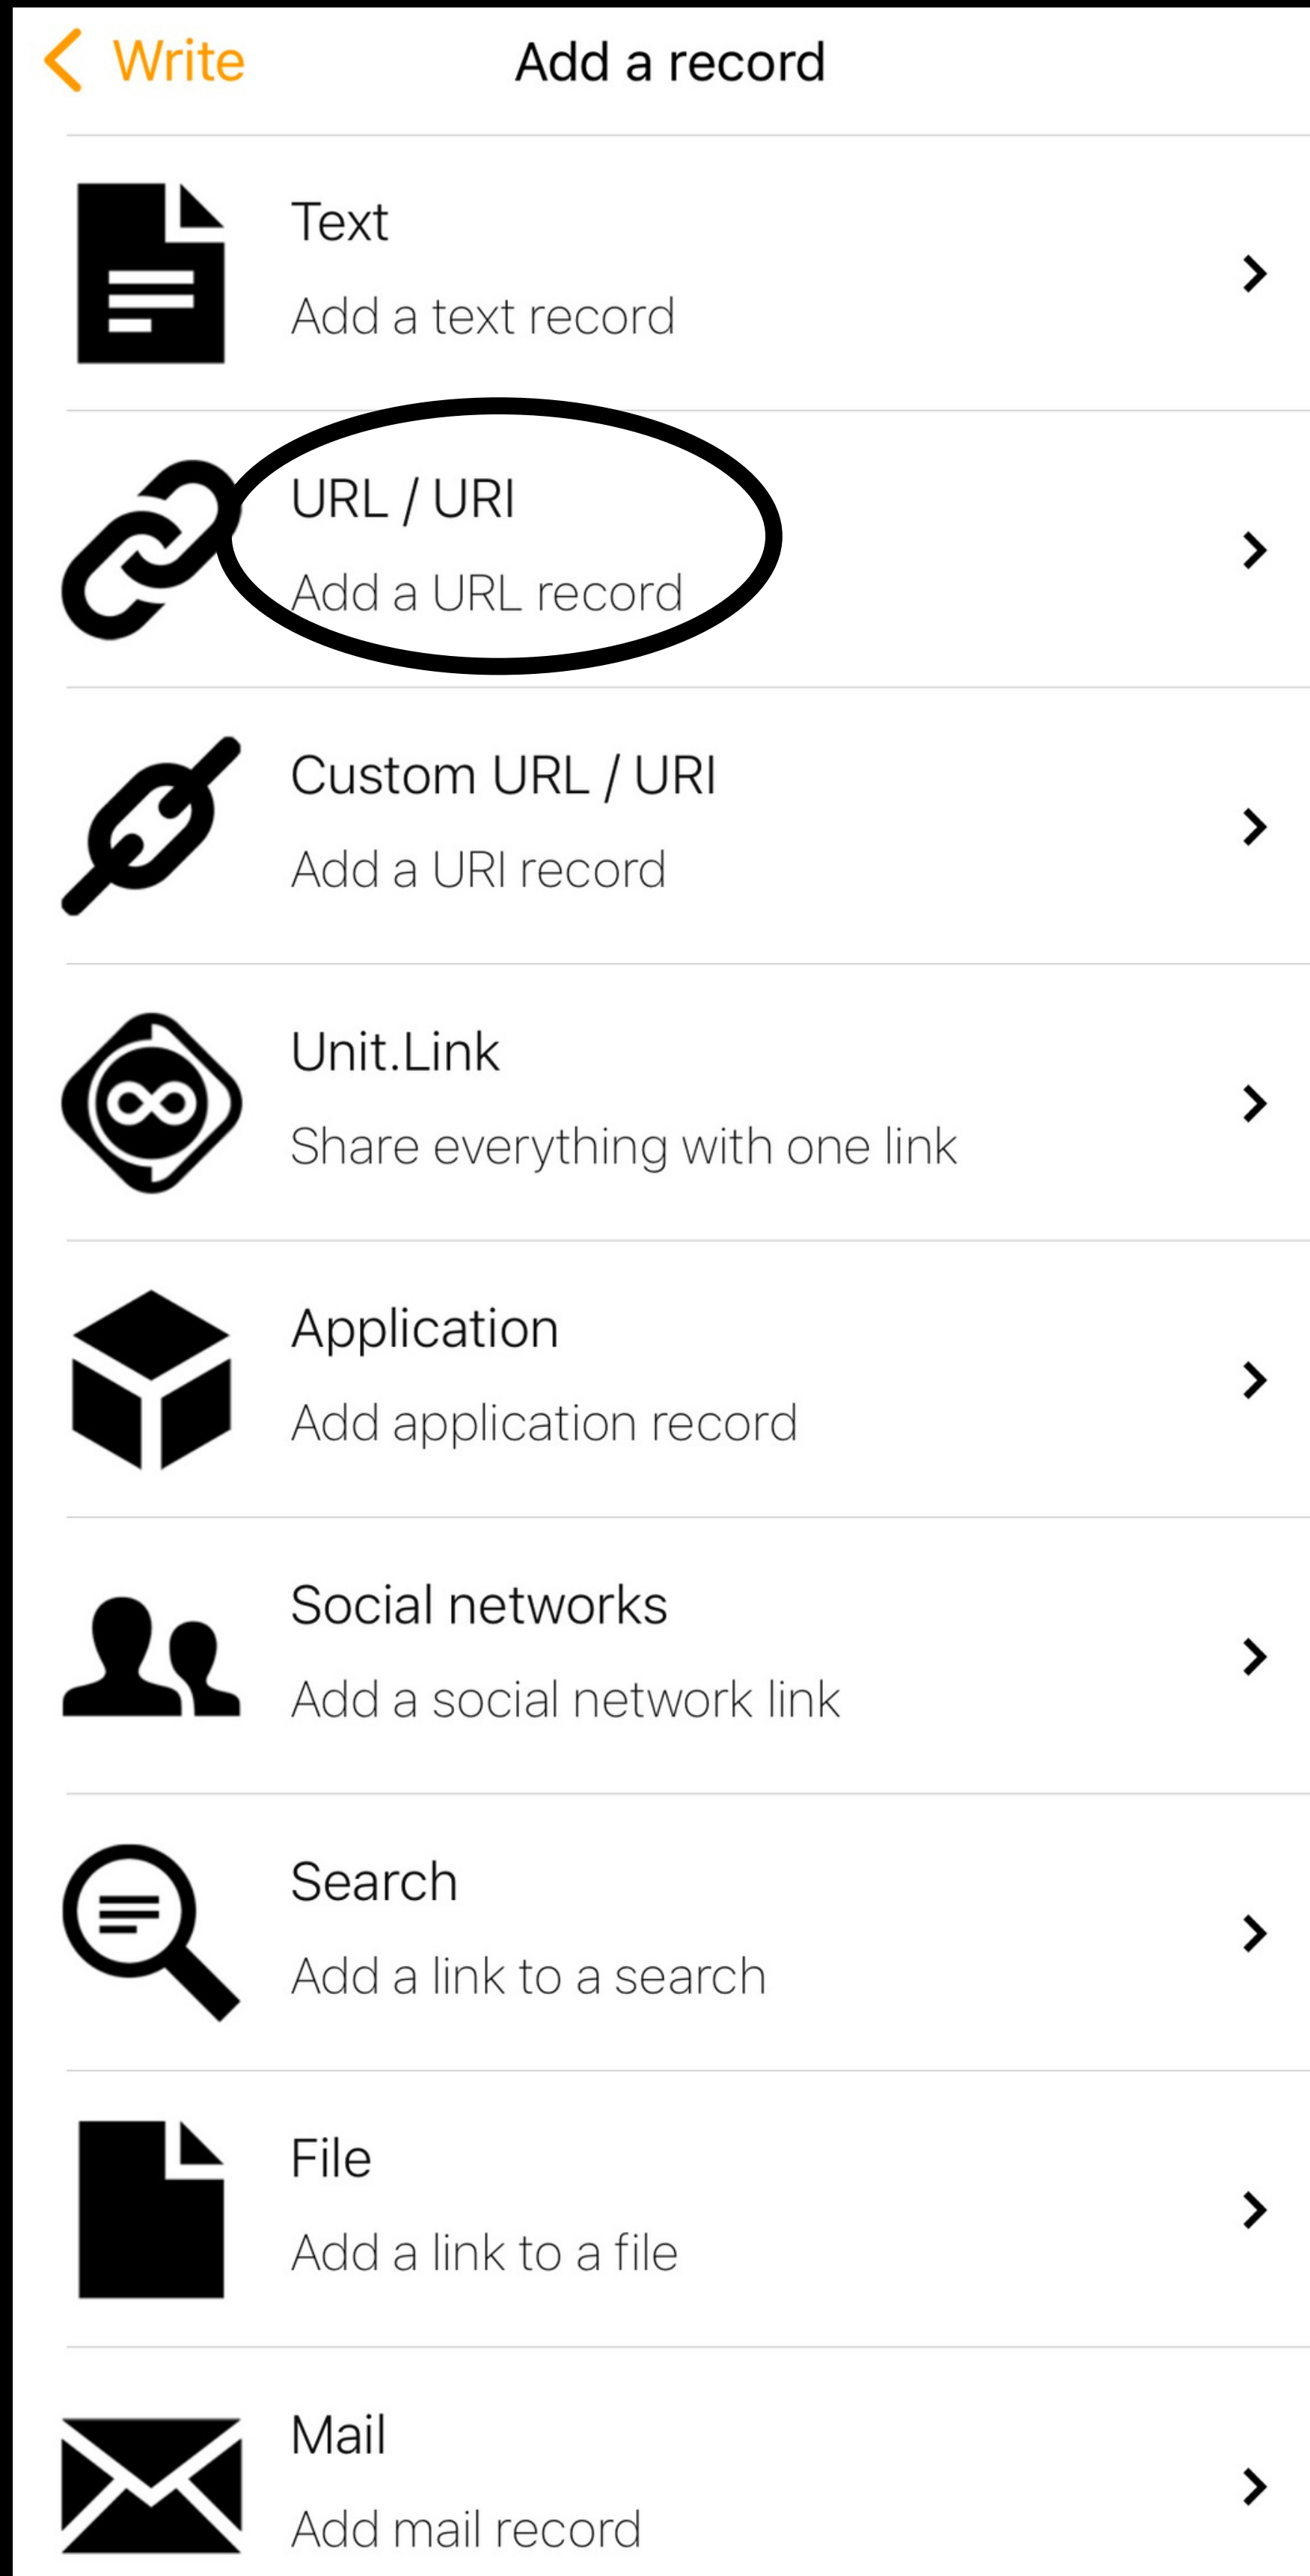 Write
Add a record
Text
Add a text record
URL / URI
Add a URL record
Custom URL / URI
Add a URI record
Unit.Link
Share everything with one link
Application
Add application record
Social networks
Add a social network link
Search
Add a link to a search
File
Add a link to a file
Mail
Add mail record